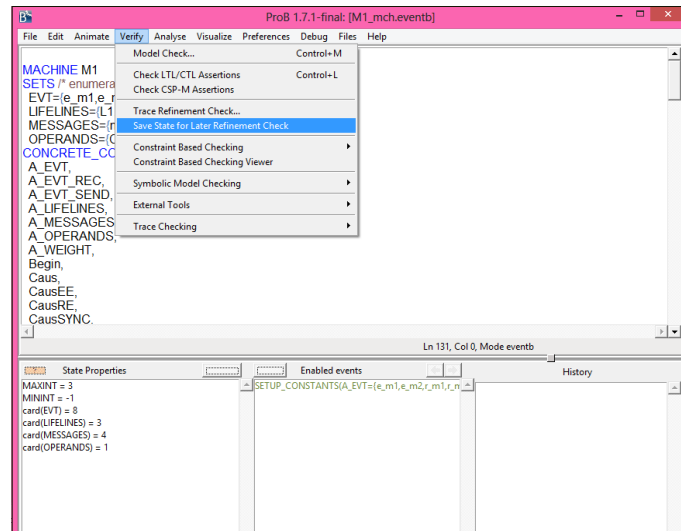 ProB 1.7.1-final: [M1_mch.eventb]
File Edit Animate Verify Analyse Visualize Preferences Debug Files Help
Model Check... Control+M
Check LTL/CTL Assertions Control+L
Check CSP-M Assertions
Trace Refinement Check...
Save State for Later Refinement Check
Constraint Based Checking
Constraint Based Checking Viewer
Symbolic Model Checking
External Tools
Trace Checking
MACHINE M1
SETS /* enumera
EVT={e_m1,e_r
LIFELINES={L1
MESSAGES={
OPERANDS={
CONCRETE_CO
A_EVT,
A_EVT_REC,
A_EVT_SEND,
A_LIFELINES,
A_MESSAGES
A_OPERANDS,
A_WEIGHT,
Begin,
Caus,
CausEE,
CausRE,
CausSYNC,
Ln 131, Col 0, Mode eventb
State Properties
MAXINT = 3
MININT = -1
card(EVT) = 8
card(LIFELINES) = 3
card(MESSAGES) = 4
card(OPERANDS) = 1
Enabled events
SETUP_CONSTANTS(A_EVT={e_m1,e_m2,r_m1,r_m
History